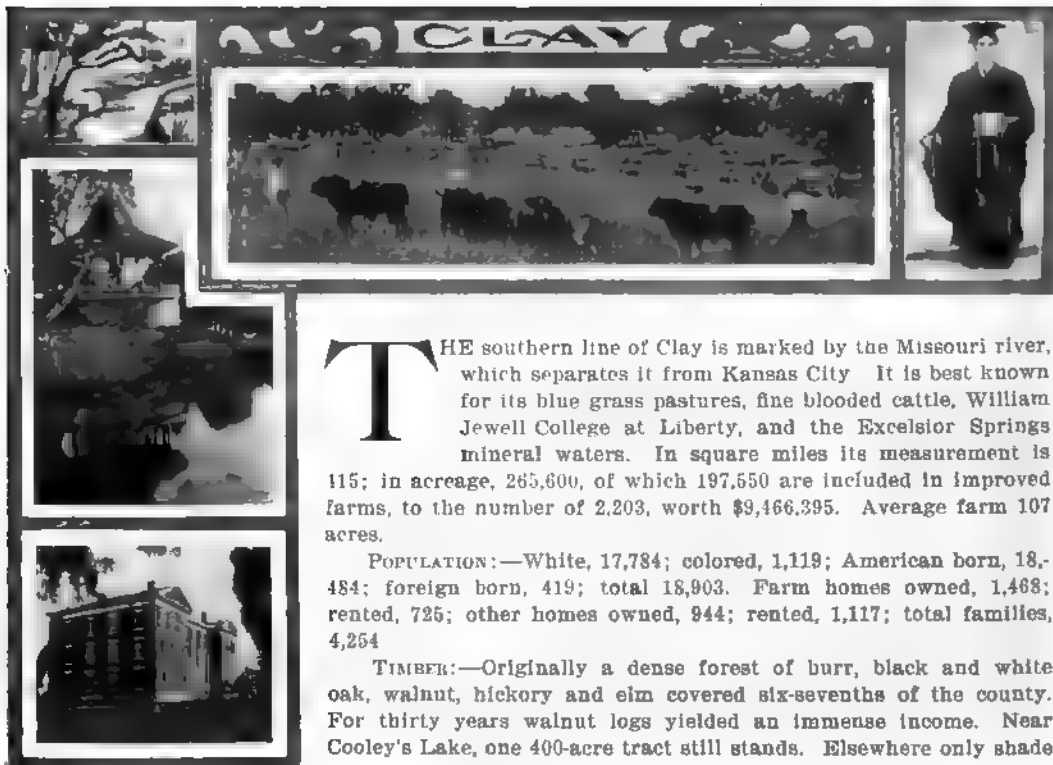 CLAY
THE southern line of Clay is marked by the Missouri river,
which separates it from Kansas City It is best known
for its blue grass pastures, fine blooded cattle, William
Jewell College at Liberty, and the Excelsior Springs
mineral waters. In square miles its measurement is
115; in acreage, 265,600, of which 197,550 are included in improved
farms, to the number of 2,203, worth $9,466,395. Average farm 107
acres.
POPULATION:—White, 17,784; colored, 1,119; American born, 18,-
484; foreign born, 419; total 18,903. Farm homes owned, 1,468;
rented, 725; other homes owned, 944; rented, 1,117; total families,
4,254
TIMBER:—Originally a dense forest of burr, black and white
oak, walnut, hickory and elm covered six-sevenths of the county.
For thirty years walnut logs yielded an immense income. Near
Cooley's Lake, one 400-acre tract still stands. Elsewhere only shade